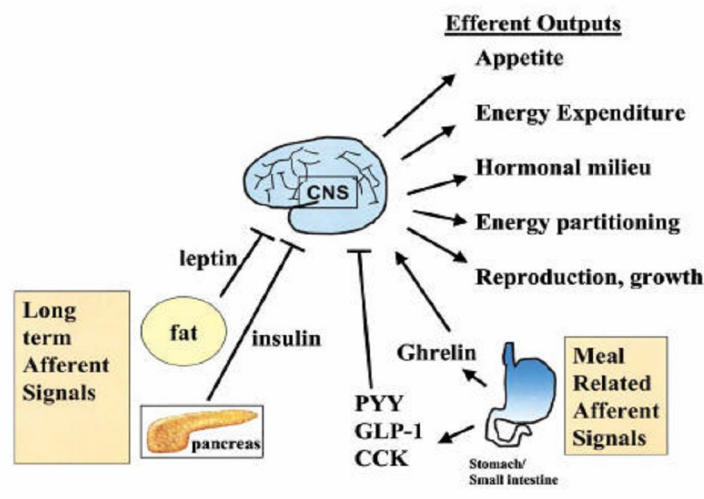 Efferent Outputs
Appetite
Energy Expenditure
Hormonal milieu
Energy partitioning
Reproduction, growth
CNS
leptin
insulin
fat
pancreas
Long
term
Afferent
Signals
Ghrelin
PYY
GLP-1
CCK
Stomach/
Small intestine
Meal
Related
Afferent
Signals